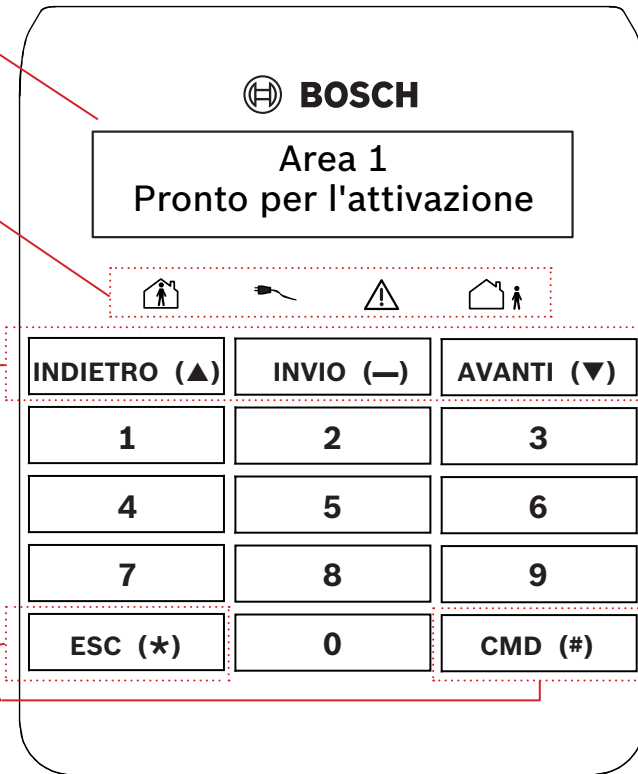 BOSCH
Area 1
Pronto per l'attivazione
INDIETRO (▲) INVIO (—) AVANTI (▼)
1 2 3
4 5 6
7 8 9
ESC (*) 0 CMD (#)